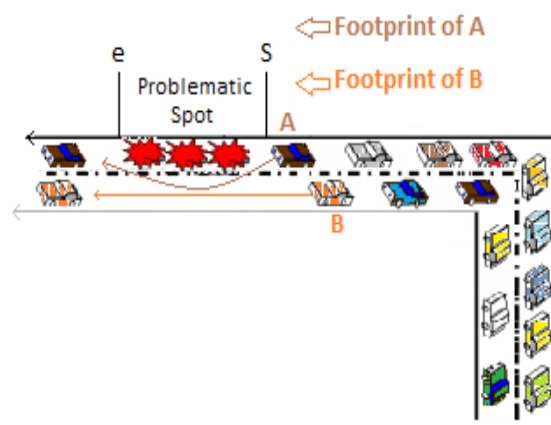 Footprint of A
e
S
Footprint of B
Problematic
Spot
A
B